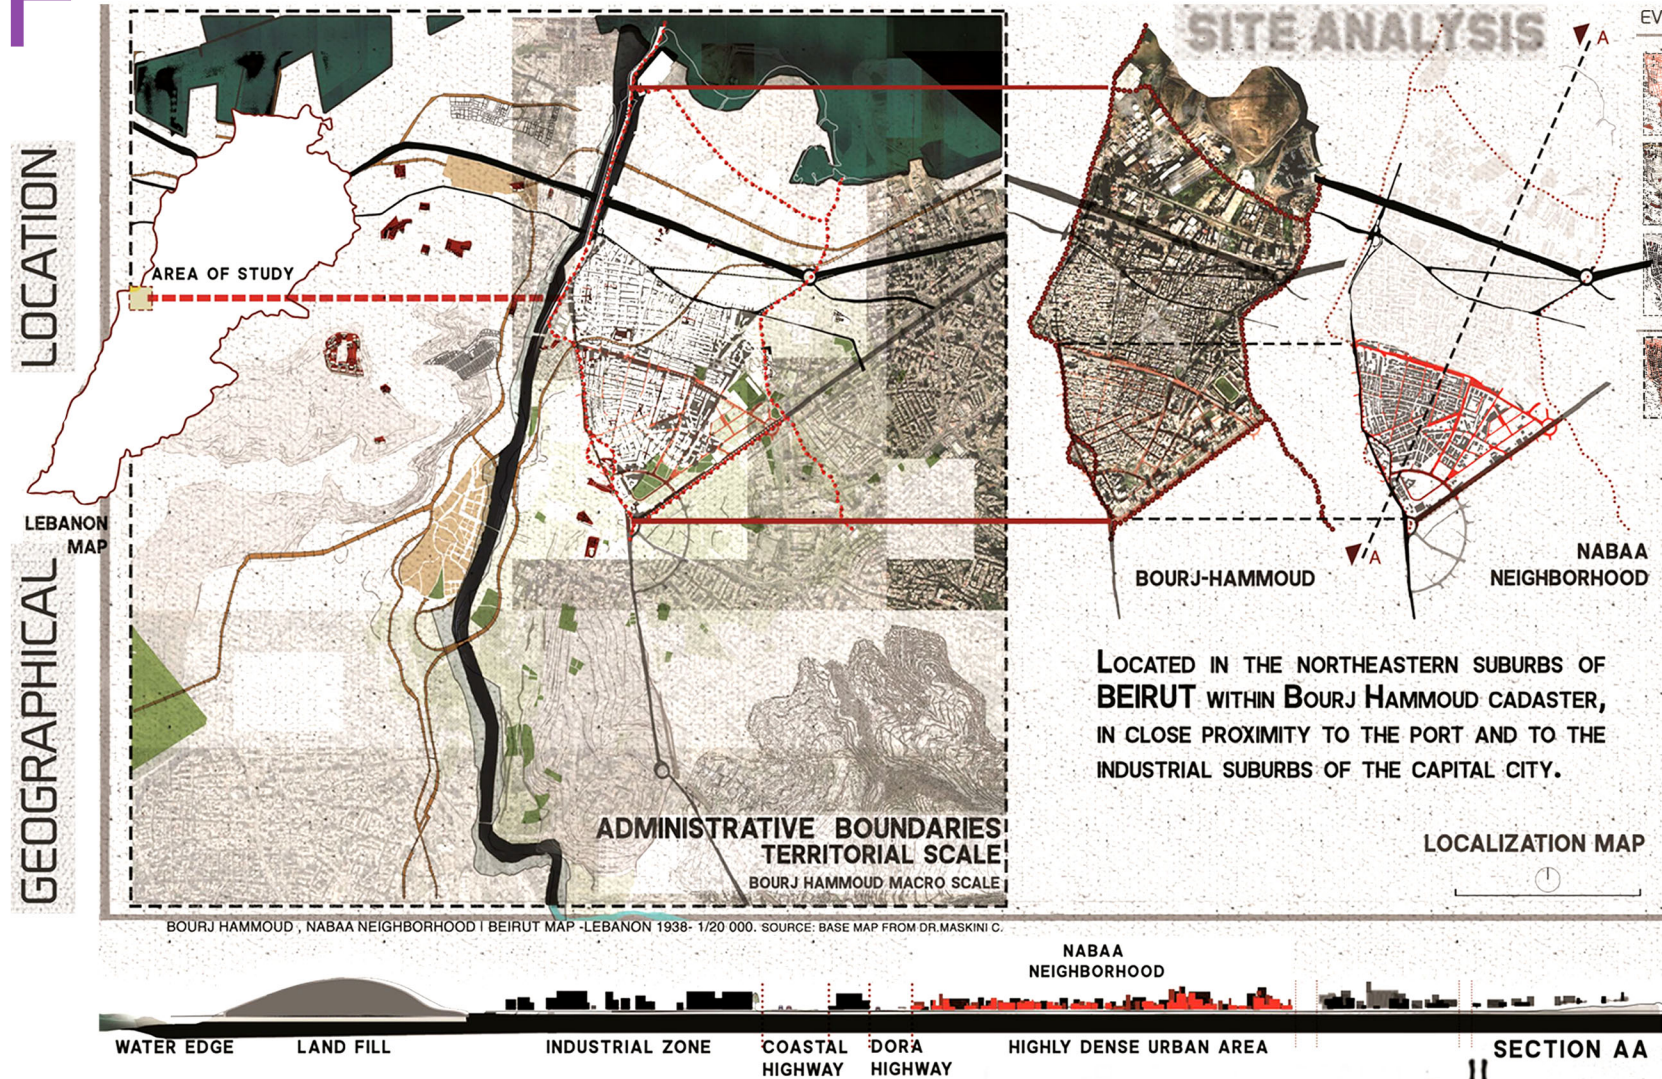 SITE ANALYSIS
EV
A
GEOGRAPHICAL LOCATION
AREA OF STUDY
LEBANON
MAP
A
BOURJ-HAMMOUD
NABAA
NEIGHBORHOOD
LOCATED IN THE NORTHEASTERN SUBURBS OF
BEIRUT WITHIN BOURJ HAMMOUD CADASTER,
IN CLOSE PROXIMITY TO THE PORT AND TO THE
INDUSTRIAL SUBURBS OF THE CAPITAL CITY.
ADMINISTRATIVE BOUNDARIES
TERRITORIAL SCALE
BOURJ HAMMOUD MACRO SCALE
LOCALIZATION MAP
BOURJ HAMMOUD , NABAA NEIGHBORHOOD | BEIRUT MAP -LEBANON 1938- 1/20 000. SOURCE: BASE MAP FROM DR.MASKINI C.
NABAA
NEIGHBORHOOD
WATER EDGE
LAND FILL
INDUSTRIAL ZONE
COASTAL
HIGHWAY
DORA
HIGHWAY
HIGHLY DENSE URBAN AREA
SECTION AA